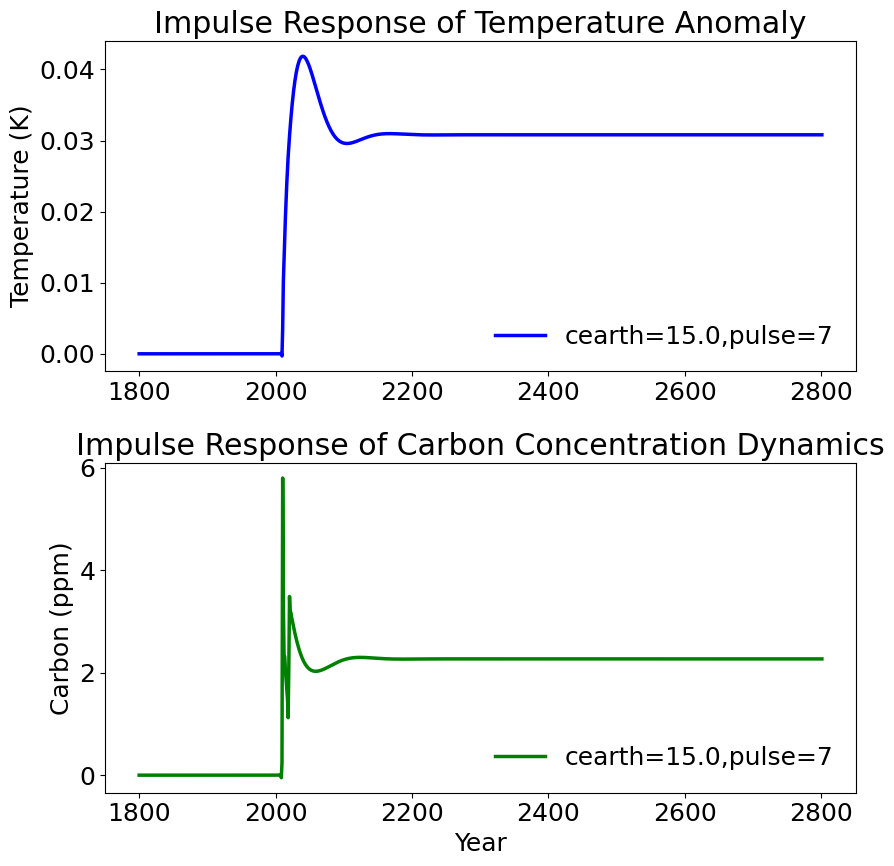 Impulse Response of Temperature Anomaly
Temperature (K)
0.04
0.03
0.02
0.01
0.00
cearth=15.0,pulse=7
1800 2000 2200 2400 2600 2800
Impulse Response of Carbon Concentration Dynamics
Carbon (ppm)
6
4
2
0
cearth=15.0,pulse=7
1800 2000 2200 2400 2600 2800
Year